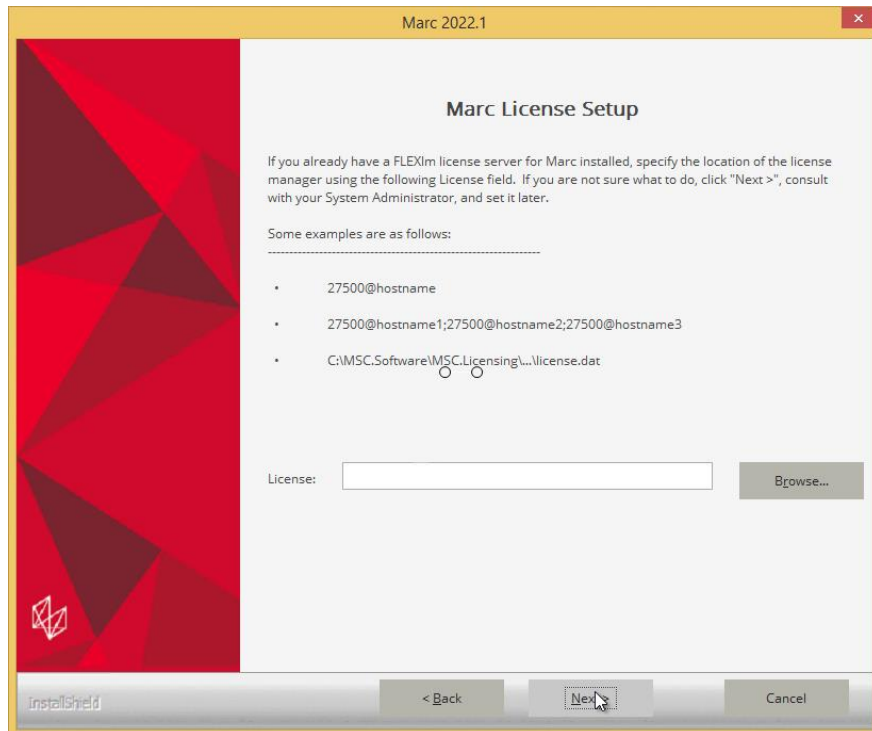 Marc 2022.1
Marc License Setup
If you already have a FLEXlm license server for Marc installed, specify the location of the license
manager using the following License field. If you are not sure what to do, click "Next >", consult
with your System Administrator, and set it later.
Some examples are as follows:
-----------------------------------------------------------------
• 27500@hostname
• 27500@hostname1;27500@hostname2;27500@hostname3
• C:\MSC.Software\MSC.Licensing\...\license.dat
License:
Browse...
InstallShield
< Back
Next >
Cancel